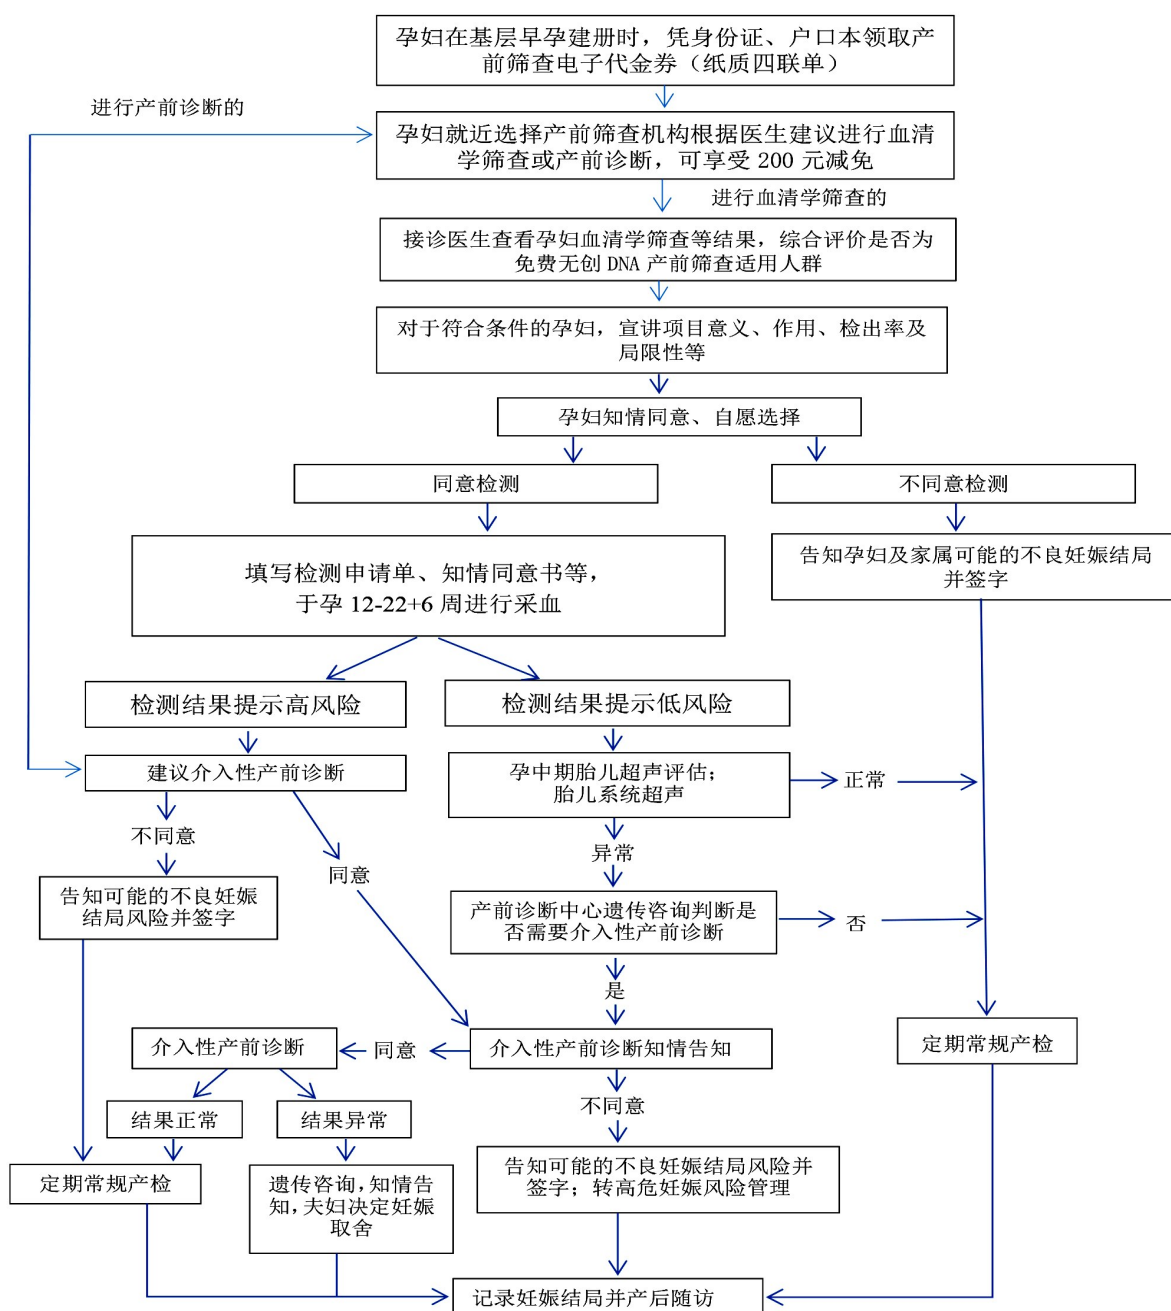 孕妇在基层早孕建册时，凭身份证、户口本领取产
前筛查电子代金券（纸质四联单）
进行产前诊断的
孕妇就近选择产前筛查机构根据医生建议进行血清
学筛查或产前诊断，可享受 200 元减免
进行血清学筛查的
接诊医生查看孕妇血清学筛查等结果，综合评价是否为
免费无创 DNA 产前筛查适用人群
对于符合条件的孕妇，宣讲项目意义、作用、检出率及
局限性等
孕妇知情同意、自愿选择
同意检测
不同意检测
填写检测申请单、知情同意书等，
于孕 12-22+6 周进行采血
告知孕妇及家属可能的不良妊娠结局
并签字
检测结果提示高风险
检测结果提示低风险
建议介入性产前诊断
孕中期胎儿超声评估；
胎儿系统超声
正常
不同意
同意
异常
告知可能的不良妊娠
结局风险并签字
产前诊断中心遗传咨询判断是
否需要介入性产前诊断
否
是
介入性产前诊断
同意
介入性产前诊断知情告知
定期常规产检
结果正常
结果异常
不同意
定期常规产检
遗传咨询，知情告
知，夫妇决定妊娠
取舍
告知可能的不良妊娠结局风险并
签字；转高危妊娠风险管理
记录妊娠结局并产后随访